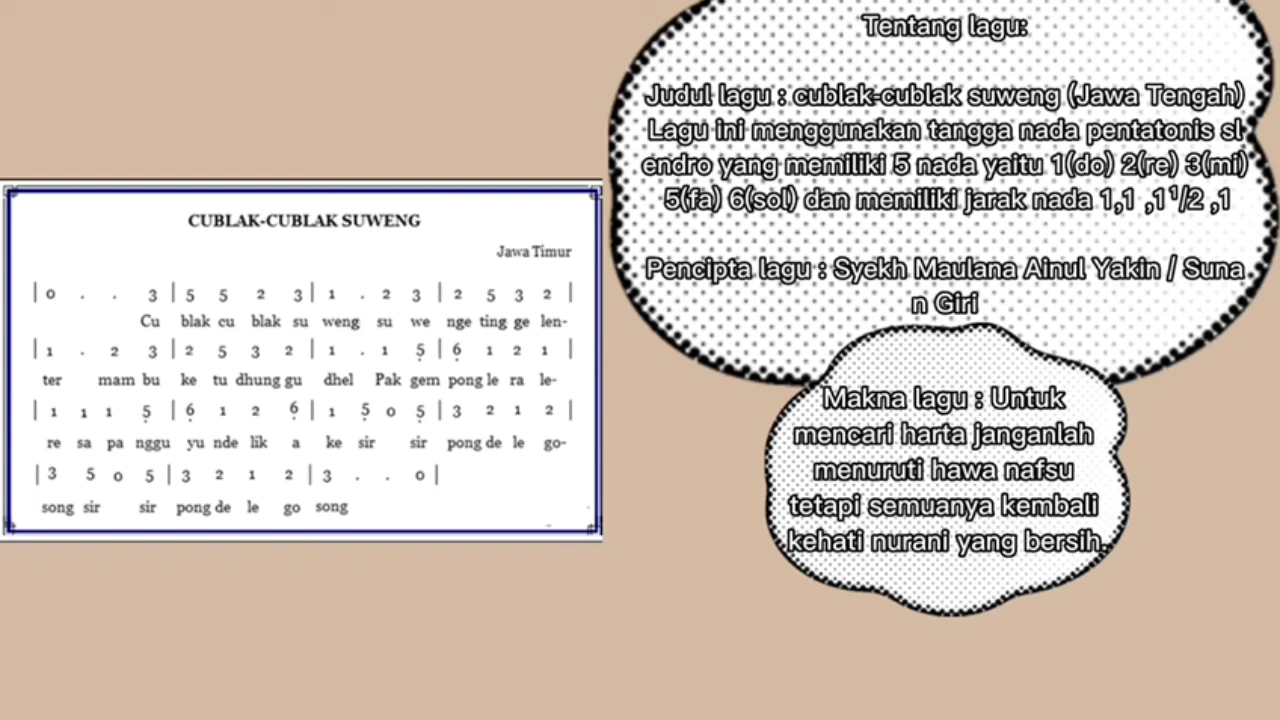 CUBLAK-CUBLAK SUWENG
Jawa Timur
| 0 . . 3 | 5 5 2 3 | 1 . 2 3 | 2 5 3 2 |
Cu blak cu blak su weng su we nge ting ge len-
| 1 . 2 3 | 2 5 3 2 | 1 . 1 5̣ | 6̣ 1 2 1 |
ter mam bu ke tu dhung gu dhel Pak gem pong le ra le-
| 1 1 1 5̣ | 6̣ 1 2 6̣ | 1 5̣ 0 5̣ | 3 2 1 2 |
re sa pa nggu yu nde lik a ke sir sir pong de le go-
| 3 5 0 5 | 3 2 1 2 | 3 . . 0 |
song sir sir pong de le go song
Tentang lagu:
Judul lagu : cublak-cublak suweng (Jawa Tengah)
Lagu ini menggunakan tangga nada pentatonis sl
endro yang memiliki 5 nada yaitu 1(do) 2(re) 3(mi)
5(fa) 6(sol) dan memiliki jarak nada 1,1 ,1 ¹/2 ,1
Pencipta lagu : Syekh Maulana Ainul Yakin / Suna
n Giri
Makna lagu : Untuk
mencari harta janganlah
menuruti hawa nafsu
tetapi semuanya kembali
kehati nurani yang bersih.